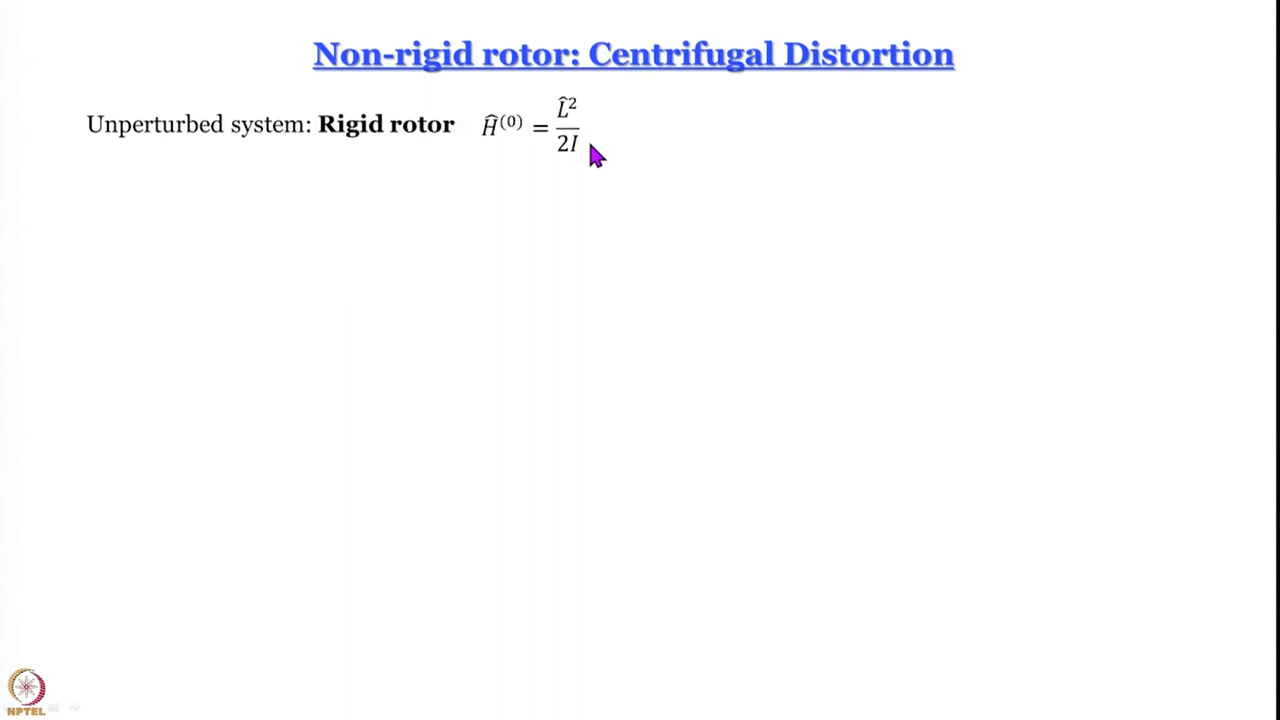 Non-rigid rotor: Centrifugal Distortion
Unperturbed system: Rigid rotor Ĥ⁽⁰⁾ = L̂²/2I
NPTEL